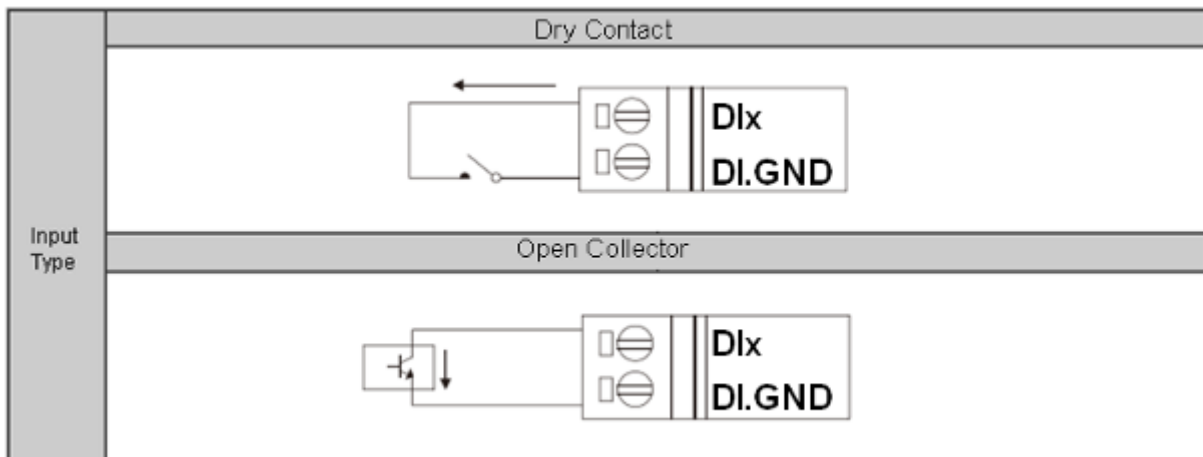 Dry Contact
DIx
DI.GND
Input
Type
Open Collector
DIx
DI.GND